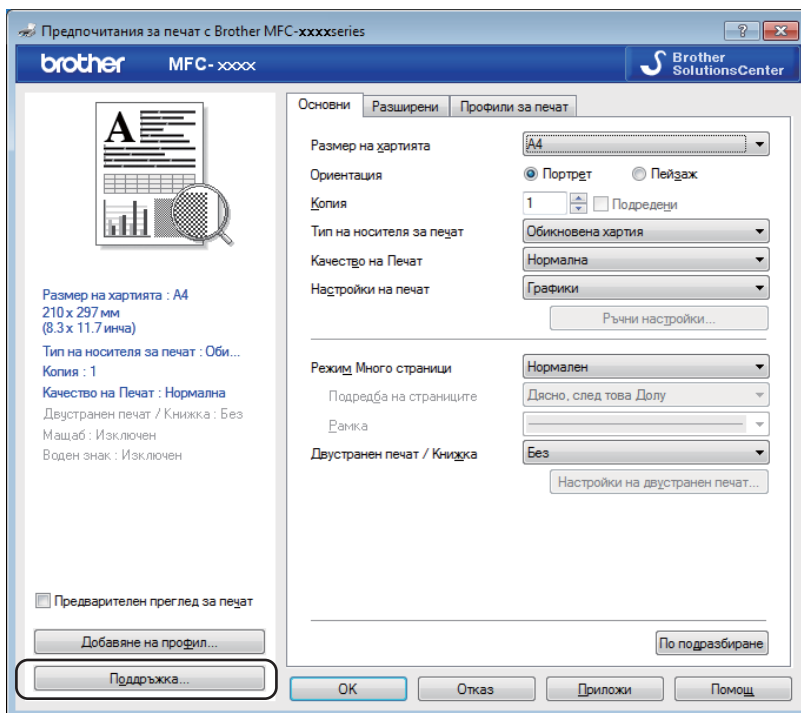 Предпочитания за печат с Brother MFC-xxxxseries
brother MFC-xxxx
Brother
SolutionsCenter
Основни Разширени Профили за печат
A
Размер на хартията : A4
210 x 297 мм
(8.3 x 11.7 инча)
Тип на носителя за печат : Оби...
Копия : 1
Качество на Печат : Нормална
Двустранен печат / Книжка : Без
Мащаб : Изключен
Воден знак : Изключен
Предварителен преглед за печат
Добавяне на профил...
Поддръжка...
Размер на хартията A4
Ориентация Портрет Пейзаж
Копия 1 Подредени
Тип на носителя за печат Обикновена хартия
Качество на Печат Нормална
Настройки на печат Графики
Ръчни настройки...
Режим Много страници Нормален
Подредба на страниците Дясно, след това Долу
Рамка
Двустранен печат / Книжка Без
Настройки на двустранен печат...
По подразбиране
OK Отказ Приложи Помощ